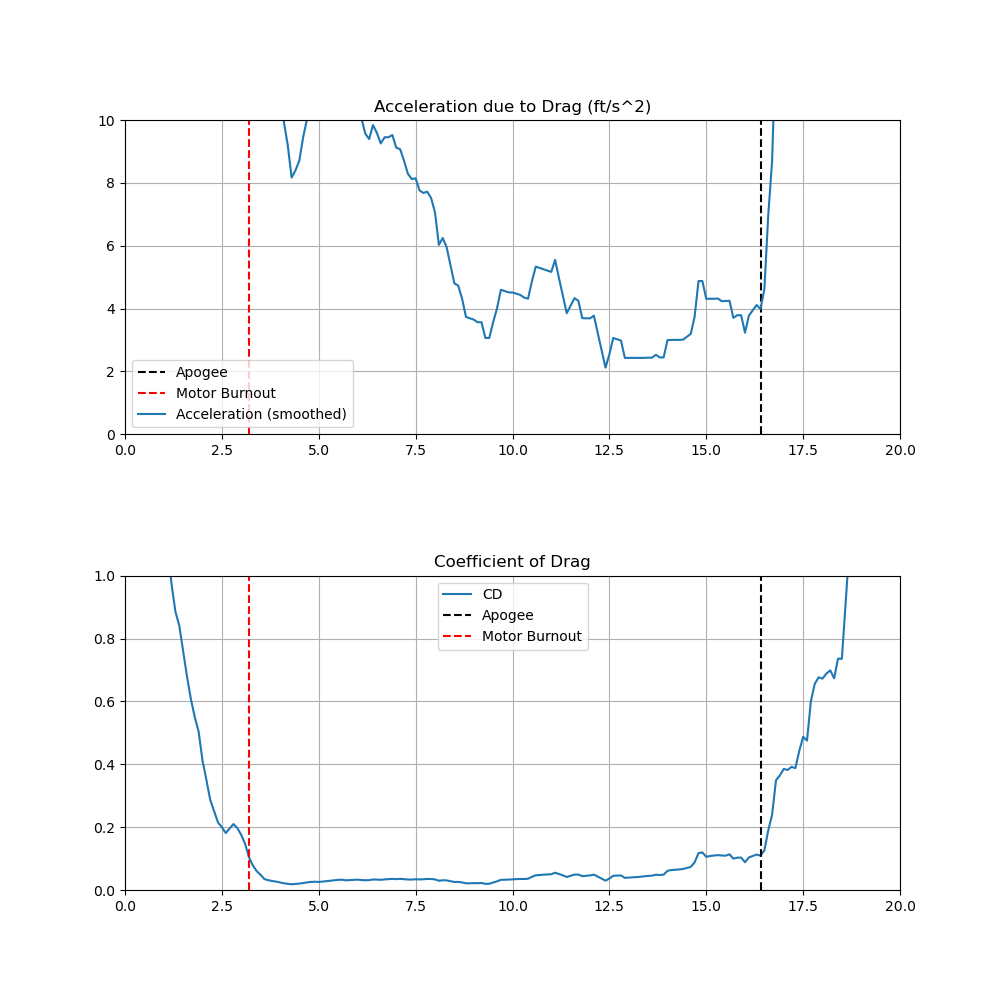 Acceleration due to Drag (ft/s^2)
10
8
6
4
2
0
Apogee
Motor Burnout
Acceleration (smoothed)
0.0 2.5 5.0 7.5 10.0 12.5 15.0 17.5 20.0
Coefficient of Drag
1.0
0.8
0.6
0.4
0.2
0.0
CD
Apogee
Motor Burnout
0.0 2.5 5.0 7.5 10.0 12.5 15.0 17.5 20.0